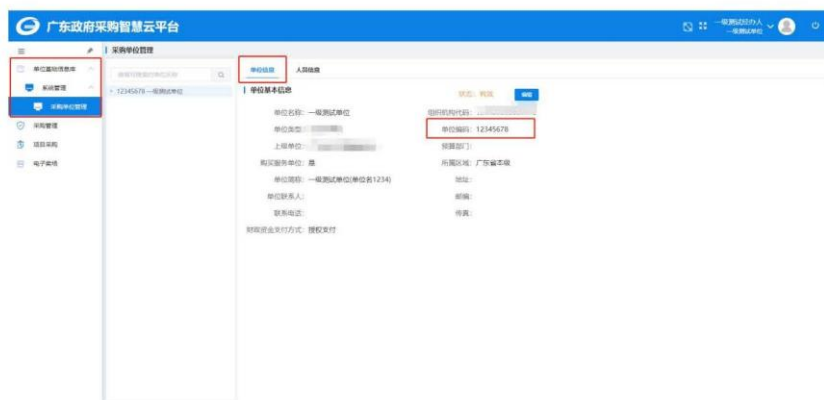 广东政府采购智慧云平台
一级测试经办人
一级测试单位
采购单位管理
单位基础信息库
系统管理
采购单位管理
采购管理
项目采购
电子卖场
12345678 一级测试单位
单位信息 人员信息
单位基本信息
状态：有效 编辑
单位名称：一级测试单位 组织机构代码：
单位类型： 单位编码：12345678
上级单位： 预算部门：
购买服务单位：是 所属区域：广东省本级
单位简称：一级测试单位(单位名1234) 地址：
单位联系人： 邮编：
联系电话： 传真：
财政资金支付方式：授权支付